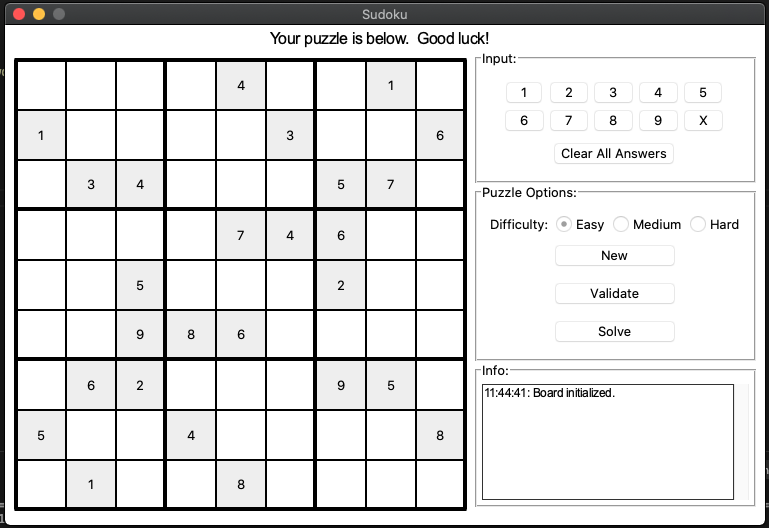 Sudoku
Your puzzle is below.  Good luck!
4 1
1 3 6
3 4 5 7
7 4 6
5 2
9 8 6
6 2 9 5
5 4 8
1 8
Input:
1 2 3 4 5
6 7 8 9 X
Clear All Answers
Puzzle Options:
Difficulty: Easy Medium Hard
New
Validate
Solve
Info:
11:44:41: Board initialized.